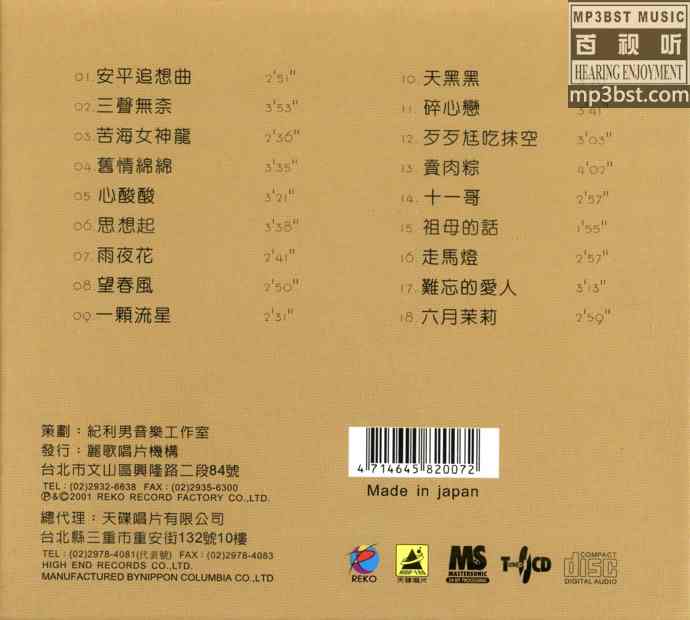 MP3BST MUSIC
百视听
HEARING ENJOYMENT
mp3bst.com
01. 安平追想曲 2'51"
02. 三聲無奈 3'53"
03. 苦海女神龍 2'36"
04. 舊情綿綿 3'35"
05. 心酸酸 3'21"
06. 思想起 3'38"
07. 雨夜花 2'41"
08. 望春風 2'50"
09. 一顆流星 2'31"
10. 天黑黑
11. 碎心戀 3'41"
12. 歹歹尪吃抹空 3'03"
13. 賣肉粽 4'02"
14. 十一哥 2'57"
15. 祖母的話 1'55"
16. 走馬燈 2'57"
17. 難忘的愛人 3'13"
18. 六月茉莉 2'59"
策劃：紀利男音樂工作室
發行：麗歌唱片機構
台北市文山區興隆路二段84號
TEL : (02)2932-6638 FAX : (02)2935-6300
℗&©2001 REKO RECORD FACTORY CO.,LTD.
總代理：天碟唱片有限公司
台北縣三重市重安街132號10樓
TEL : (02)2978-4081(代表號) FAX : (02)2978-4083
HIGH END RECORDS CO.,LTD.
MANUFACTURED BYNIPPON COLUMBIA CO.,LTD
4 714645 820072
Made in japan
REKO
天碟唱片
MS
MASTERSONIC
CD
COMPACT
disc
DIGITAL AUDIO